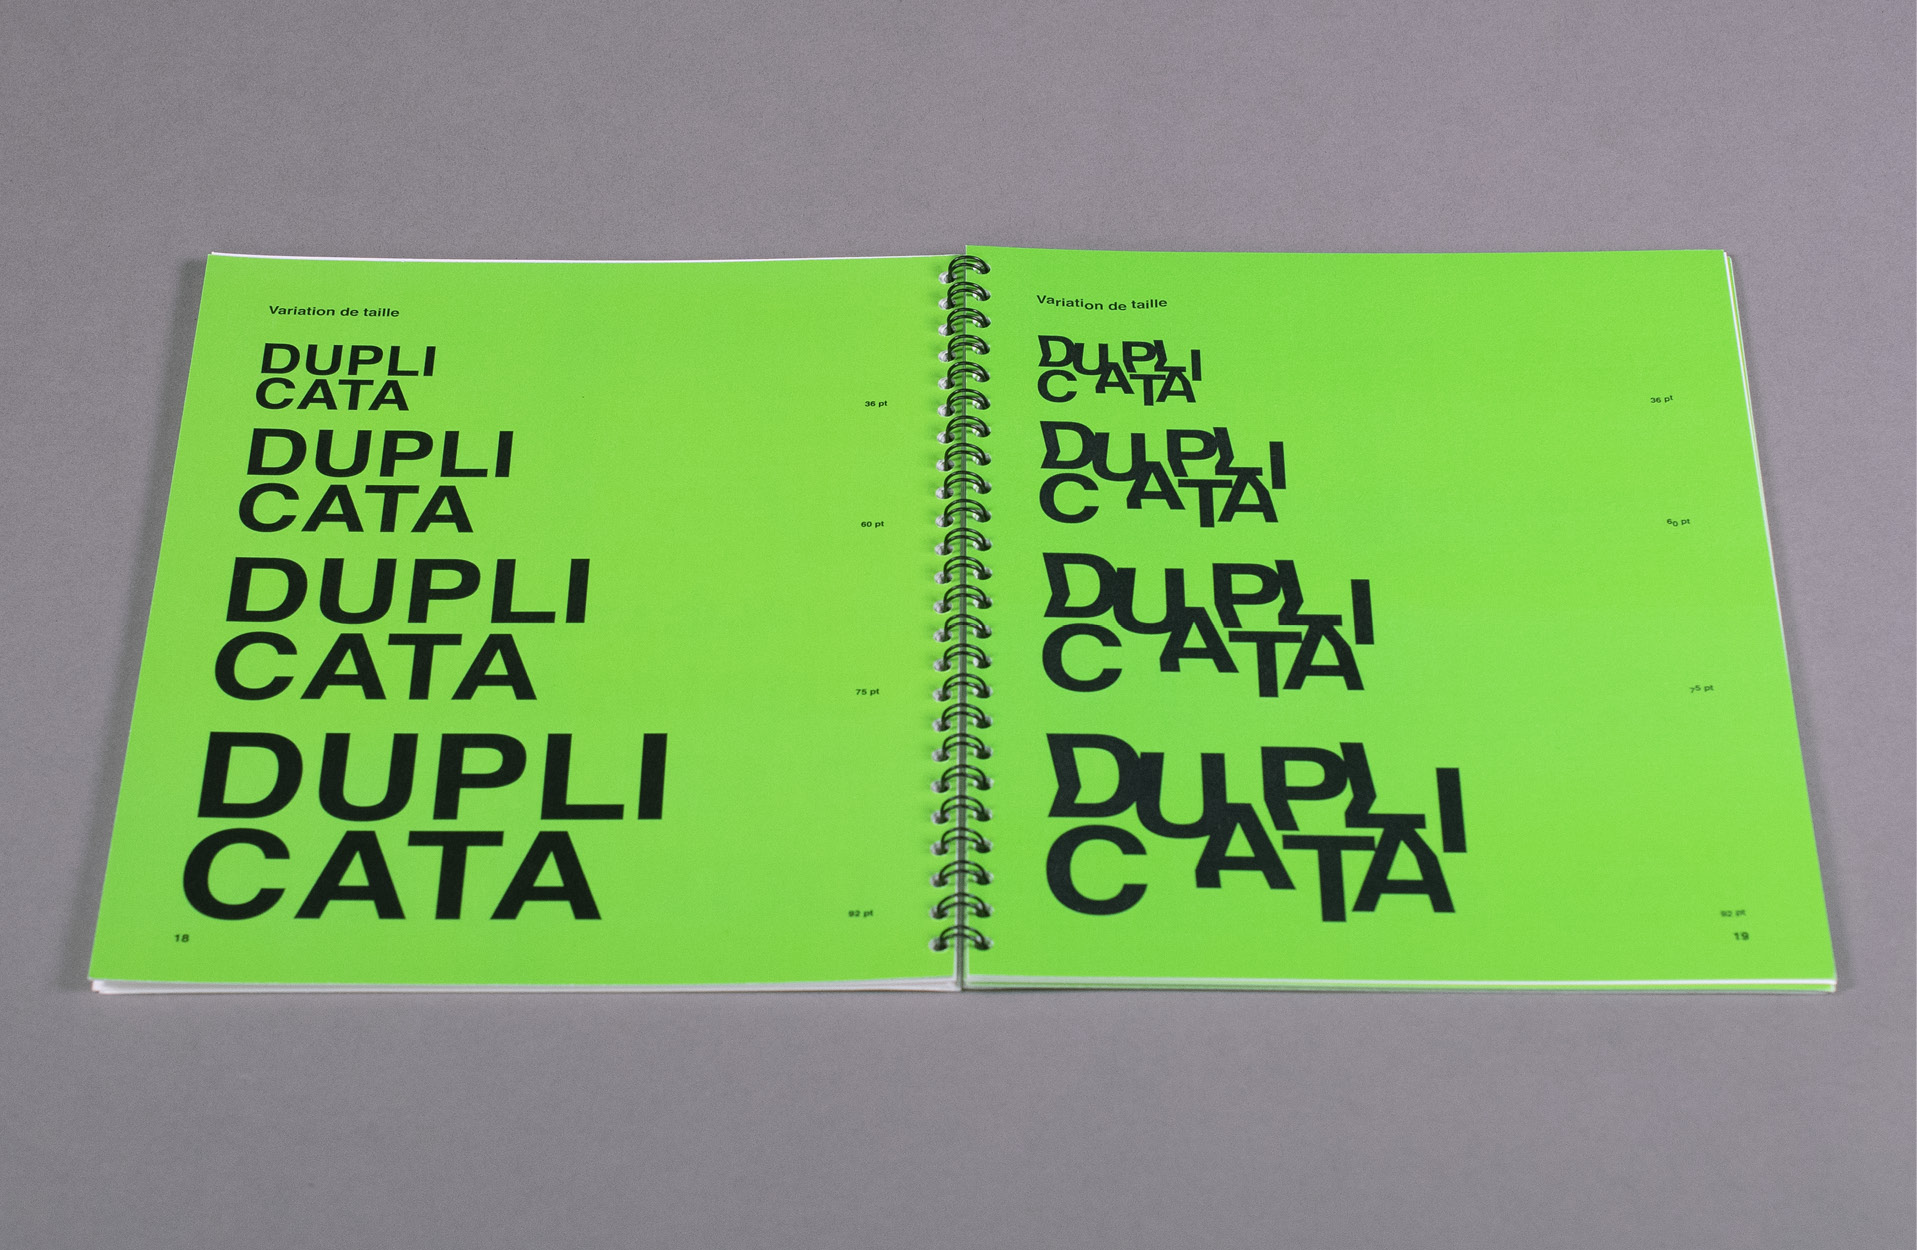 Variation de taille
DUPLI
CATA
36 pt
DUPLI
CATA
60 pt
DUPLI
CATA
75 pt
DUPLI
CATA
92 pt
18
Variation de taille
DUPLI
CATA
36 pt
DUPLI
CATA
60 pt
DUPLI
CATA
75 pt
DUPLI
CATA
92 pt
19